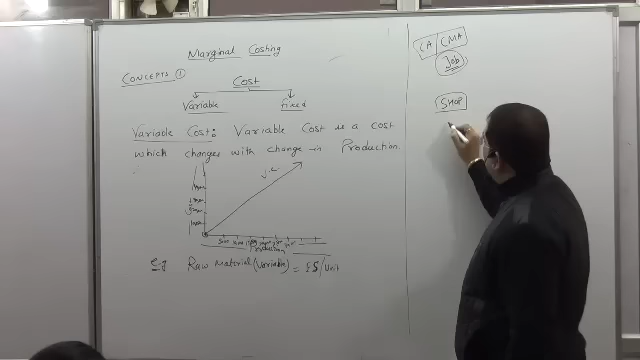 Marginal Costing
CONCEPTS ①
Cost
Variable fixed
Variable Cost: Variable Cost is a cost
which changes with change in Production.
v.c
Production
eg Raw Material (Variable) = ₹5/Unit
CA CMA
Job
SHOP